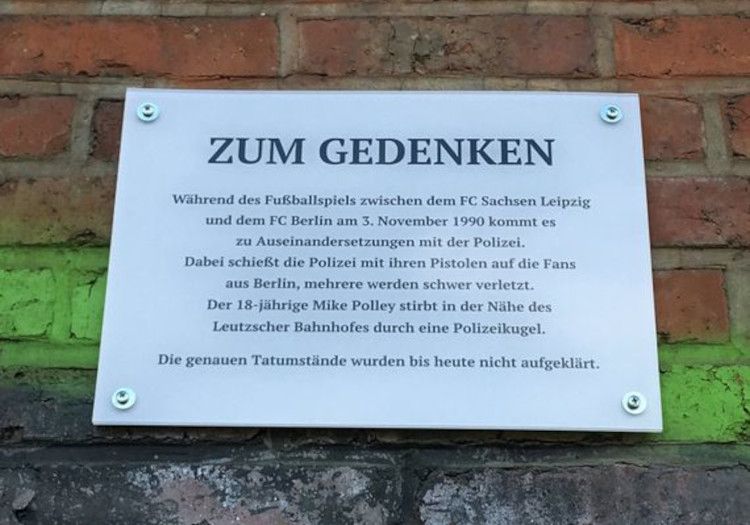 ZUM GEDENKEN
Während des Fußballspiels zwischen dem FC Sachsen Leipzig
und dem FC Berlin am 3. November 1990 kommt es
zu Auseinandersetzungen mit der Polizei.
Dabei schießt die Polizei mit ihren Pistolen auf die Fans
aus Berlin, mehrere werden schwer verletzt.
Der 18-jährige Mike Polley stirbt in der Nähe des
Leutzscher Bahnhofes durch eine Polizeikugel.
Die genauen Tatumstände wurden bis heute nicht aufgeklärt.